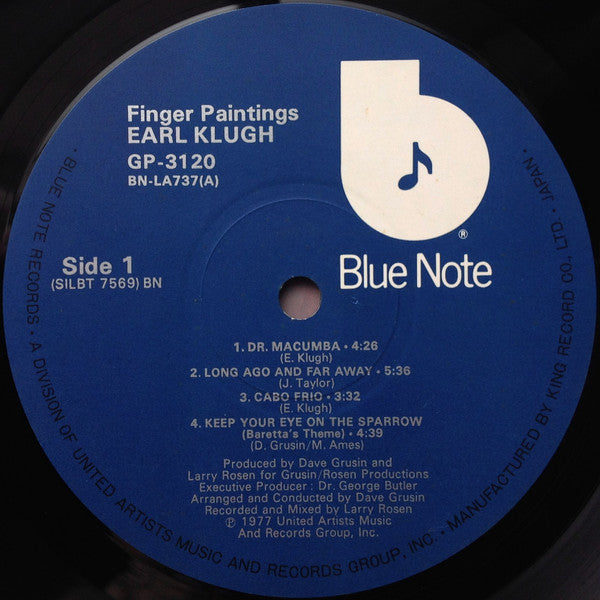 Finger Paintings
EARL KLUGH
GP-3120
BN-LA737(A)
®
Blue Note
Side 1
(SILBT 7569) BN
1. DR. MACUMBA • 4:26
(E. Klugh)
2. LONG AGO AND FAR AWAY • 5:36
(J. Taylor)
3. CABO FRIO • 3:32
(E. Klugh)
4. KEEP YOUR EYE ON THE SPARROW
(Baretta's Theme) • 4:39
(D. Grusin/M. Ames)
Produced by Dave Grusin and
Larry Rosen for Grusin/Rosen Productions
Executive Producer: Dr. George Butler
Arranged and Conducted by Dave Grusin
Recorded and Mixed by Larry Rosen
℗ 1977 United Artists Music
And Records Group, Inc.
• BLUE NOTE RECORDS • A DIVISION OF UNITED ARTISTS MUSIC AND RECORDS GROUP, INC. • MANUFACTURED BY KING RECORD CO., LTD. • JAPAN •